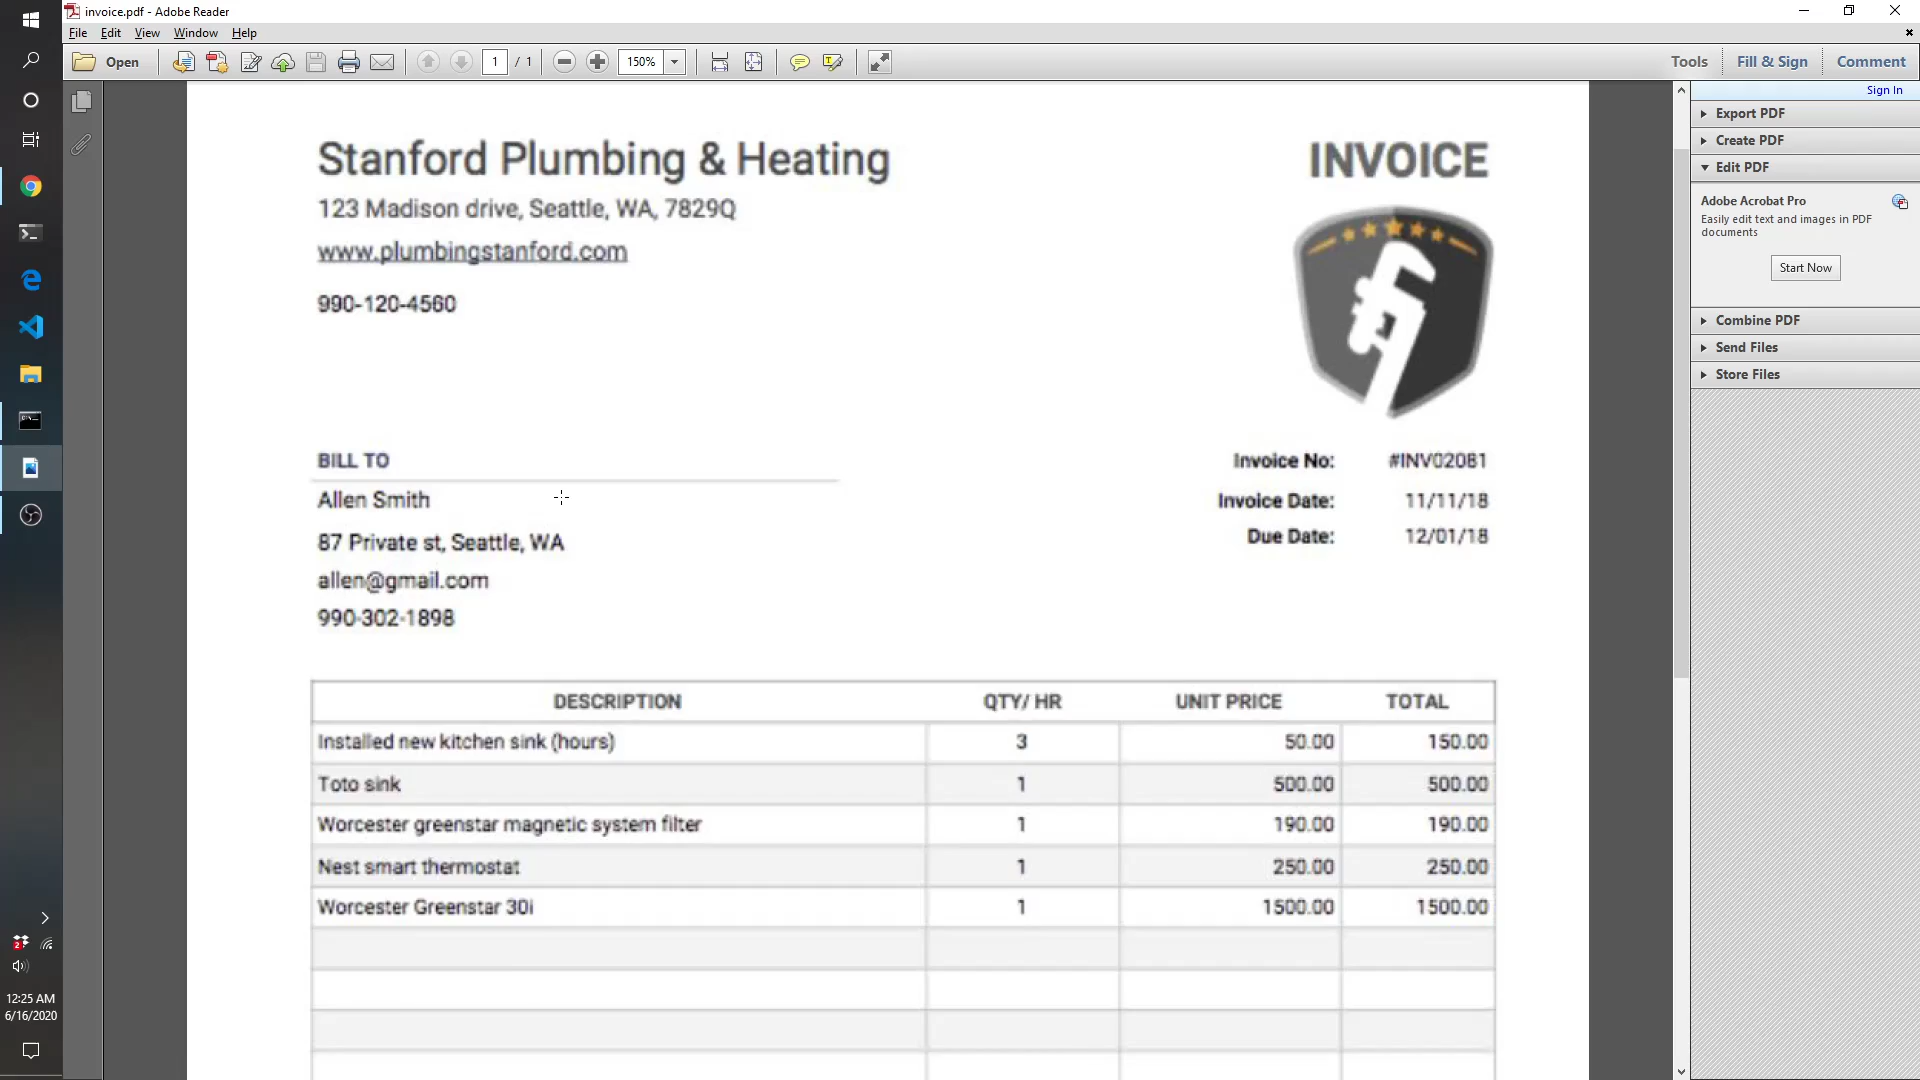 invoice.pdf - Adobe Reader
File Edit View Window Help
Open 1 / 1 150% Tools Fill & Sign Comment
Sign In
Export PDF
Create PDF
Edit PDF
Adobe Acrobat Pro
Easily edit text and images in PDF
documents
Start Now
Combine PDF
Send Files
Store Files
Stanford Plumbing & Heating INVOICE
123 Madison drive, Seattle, WA, 7829Q
www.plumbingstanford.com
990-120-4560
BILL TO Invoice No: #INV02081
Allen Smith Invoice Date: 11/11/18
87 Private st, Seattle, WA Due Date: 12/01/18
allen@gmail.com
990-302-1898
DESCRIPTION QTY/ HR UNIT PRICE TOTAL
Installed new kitchen sink (hours) 3 50.00 150.00
Toto sink 1 500.00 500.00
Worcester greenstar magnetic system filter 1 190.00 190.00
Nest smart thermostat 1 250.00 250.00
Worcester Greenstar 30i 1 1500.00 1500.00
2
12:25 AM
6/16/2020